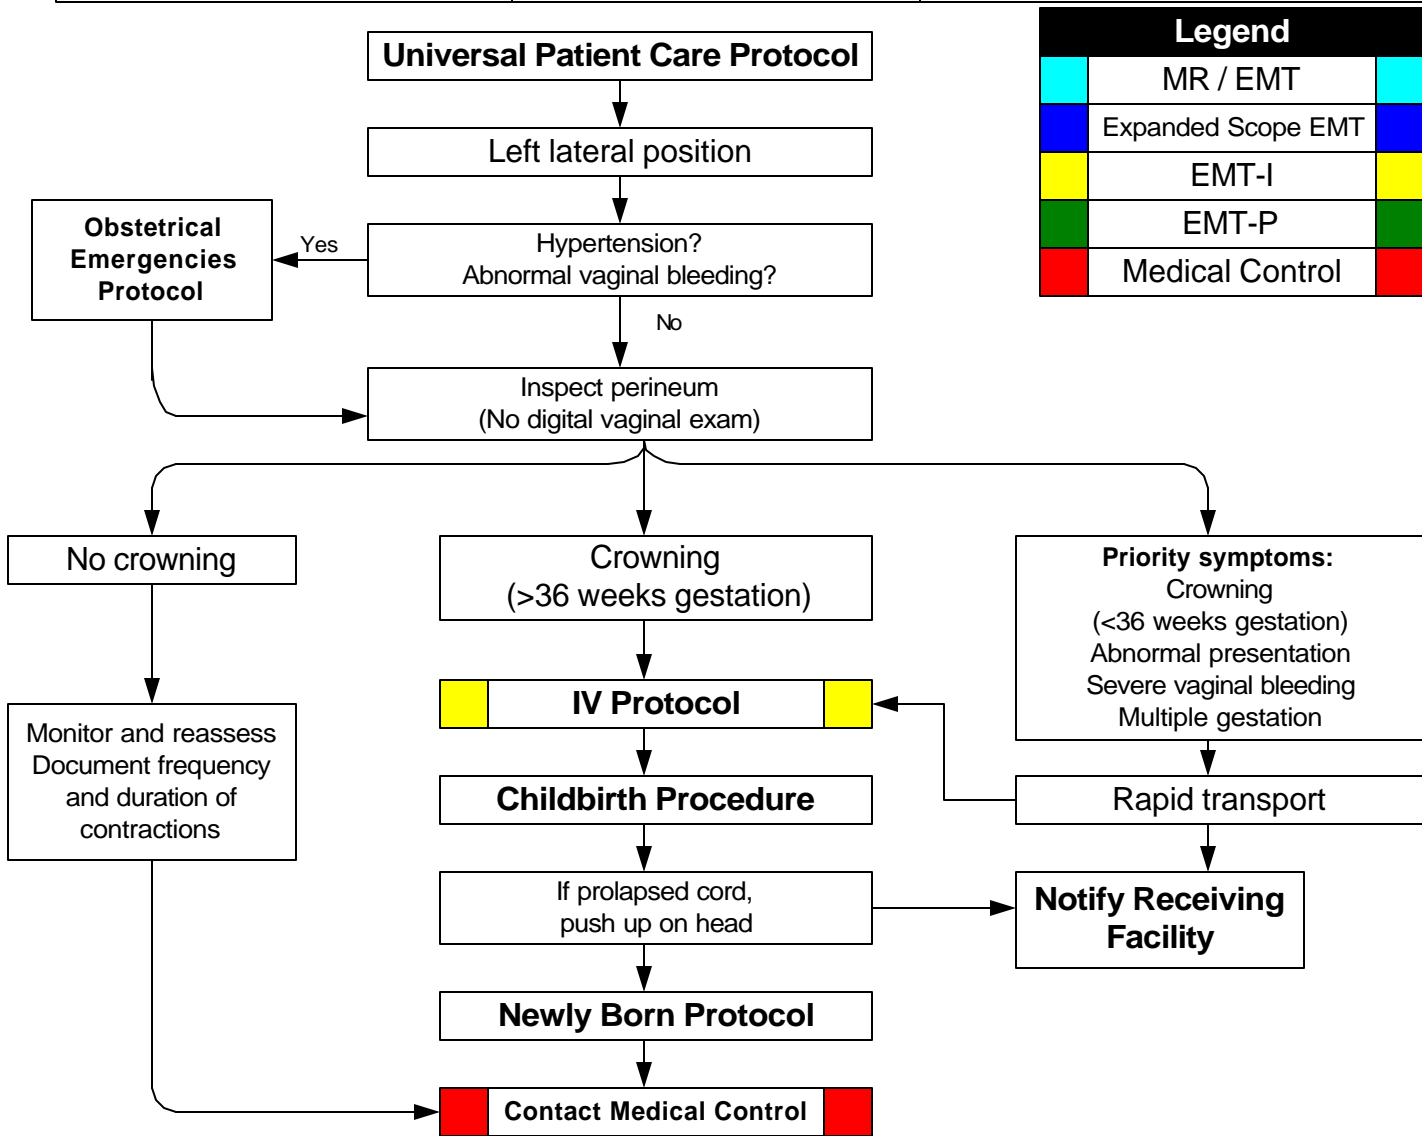 Universal Patient Care Protocol
Legend
MR / EMT
Expanded Scope EMT
EMT-I
EMT-P
Medical Control
Left lateral position
Obstetrical
Emergencies
Protocol
Yes
Hypertension?
Abnormal vaginal bleeding?
No
Inspect perineum
(No digital vaginal exam)
No crowning
Crowning
(>36 weeks gestation)
Priority symptoms:
Crowning
(<36 weeks gestation)
Abnormal presentation
Severe vaginal bleeding
Multiple gestation
IV Protocol
Monitor and reassess
Document frequency
and duration of
contractions
Childbirth Procedure
Rapid transport
If prolapsed cord,
push up on head
Notify Receiving
Facility
Newly Born Protocol
Contact Medical Control